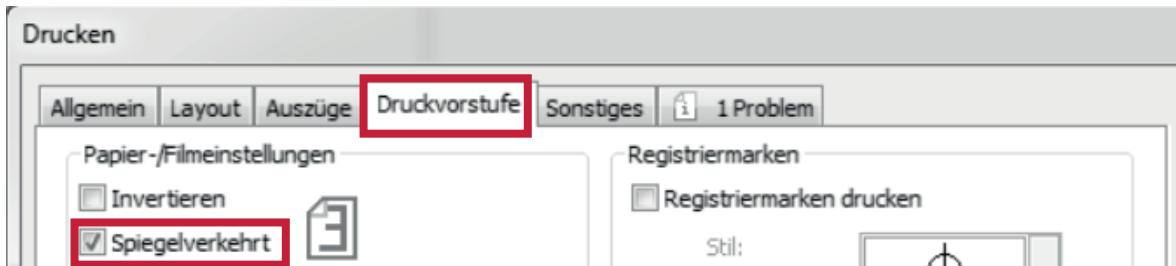 Drucken
Allgemein Layout Auszüge Druckvorstufe Sonstiges 1 Problem
Papier-/Filmeinstellungen
Invertieren
Spiegelverkehrt
Registriermarken
Registriermarken drucken
Stil: